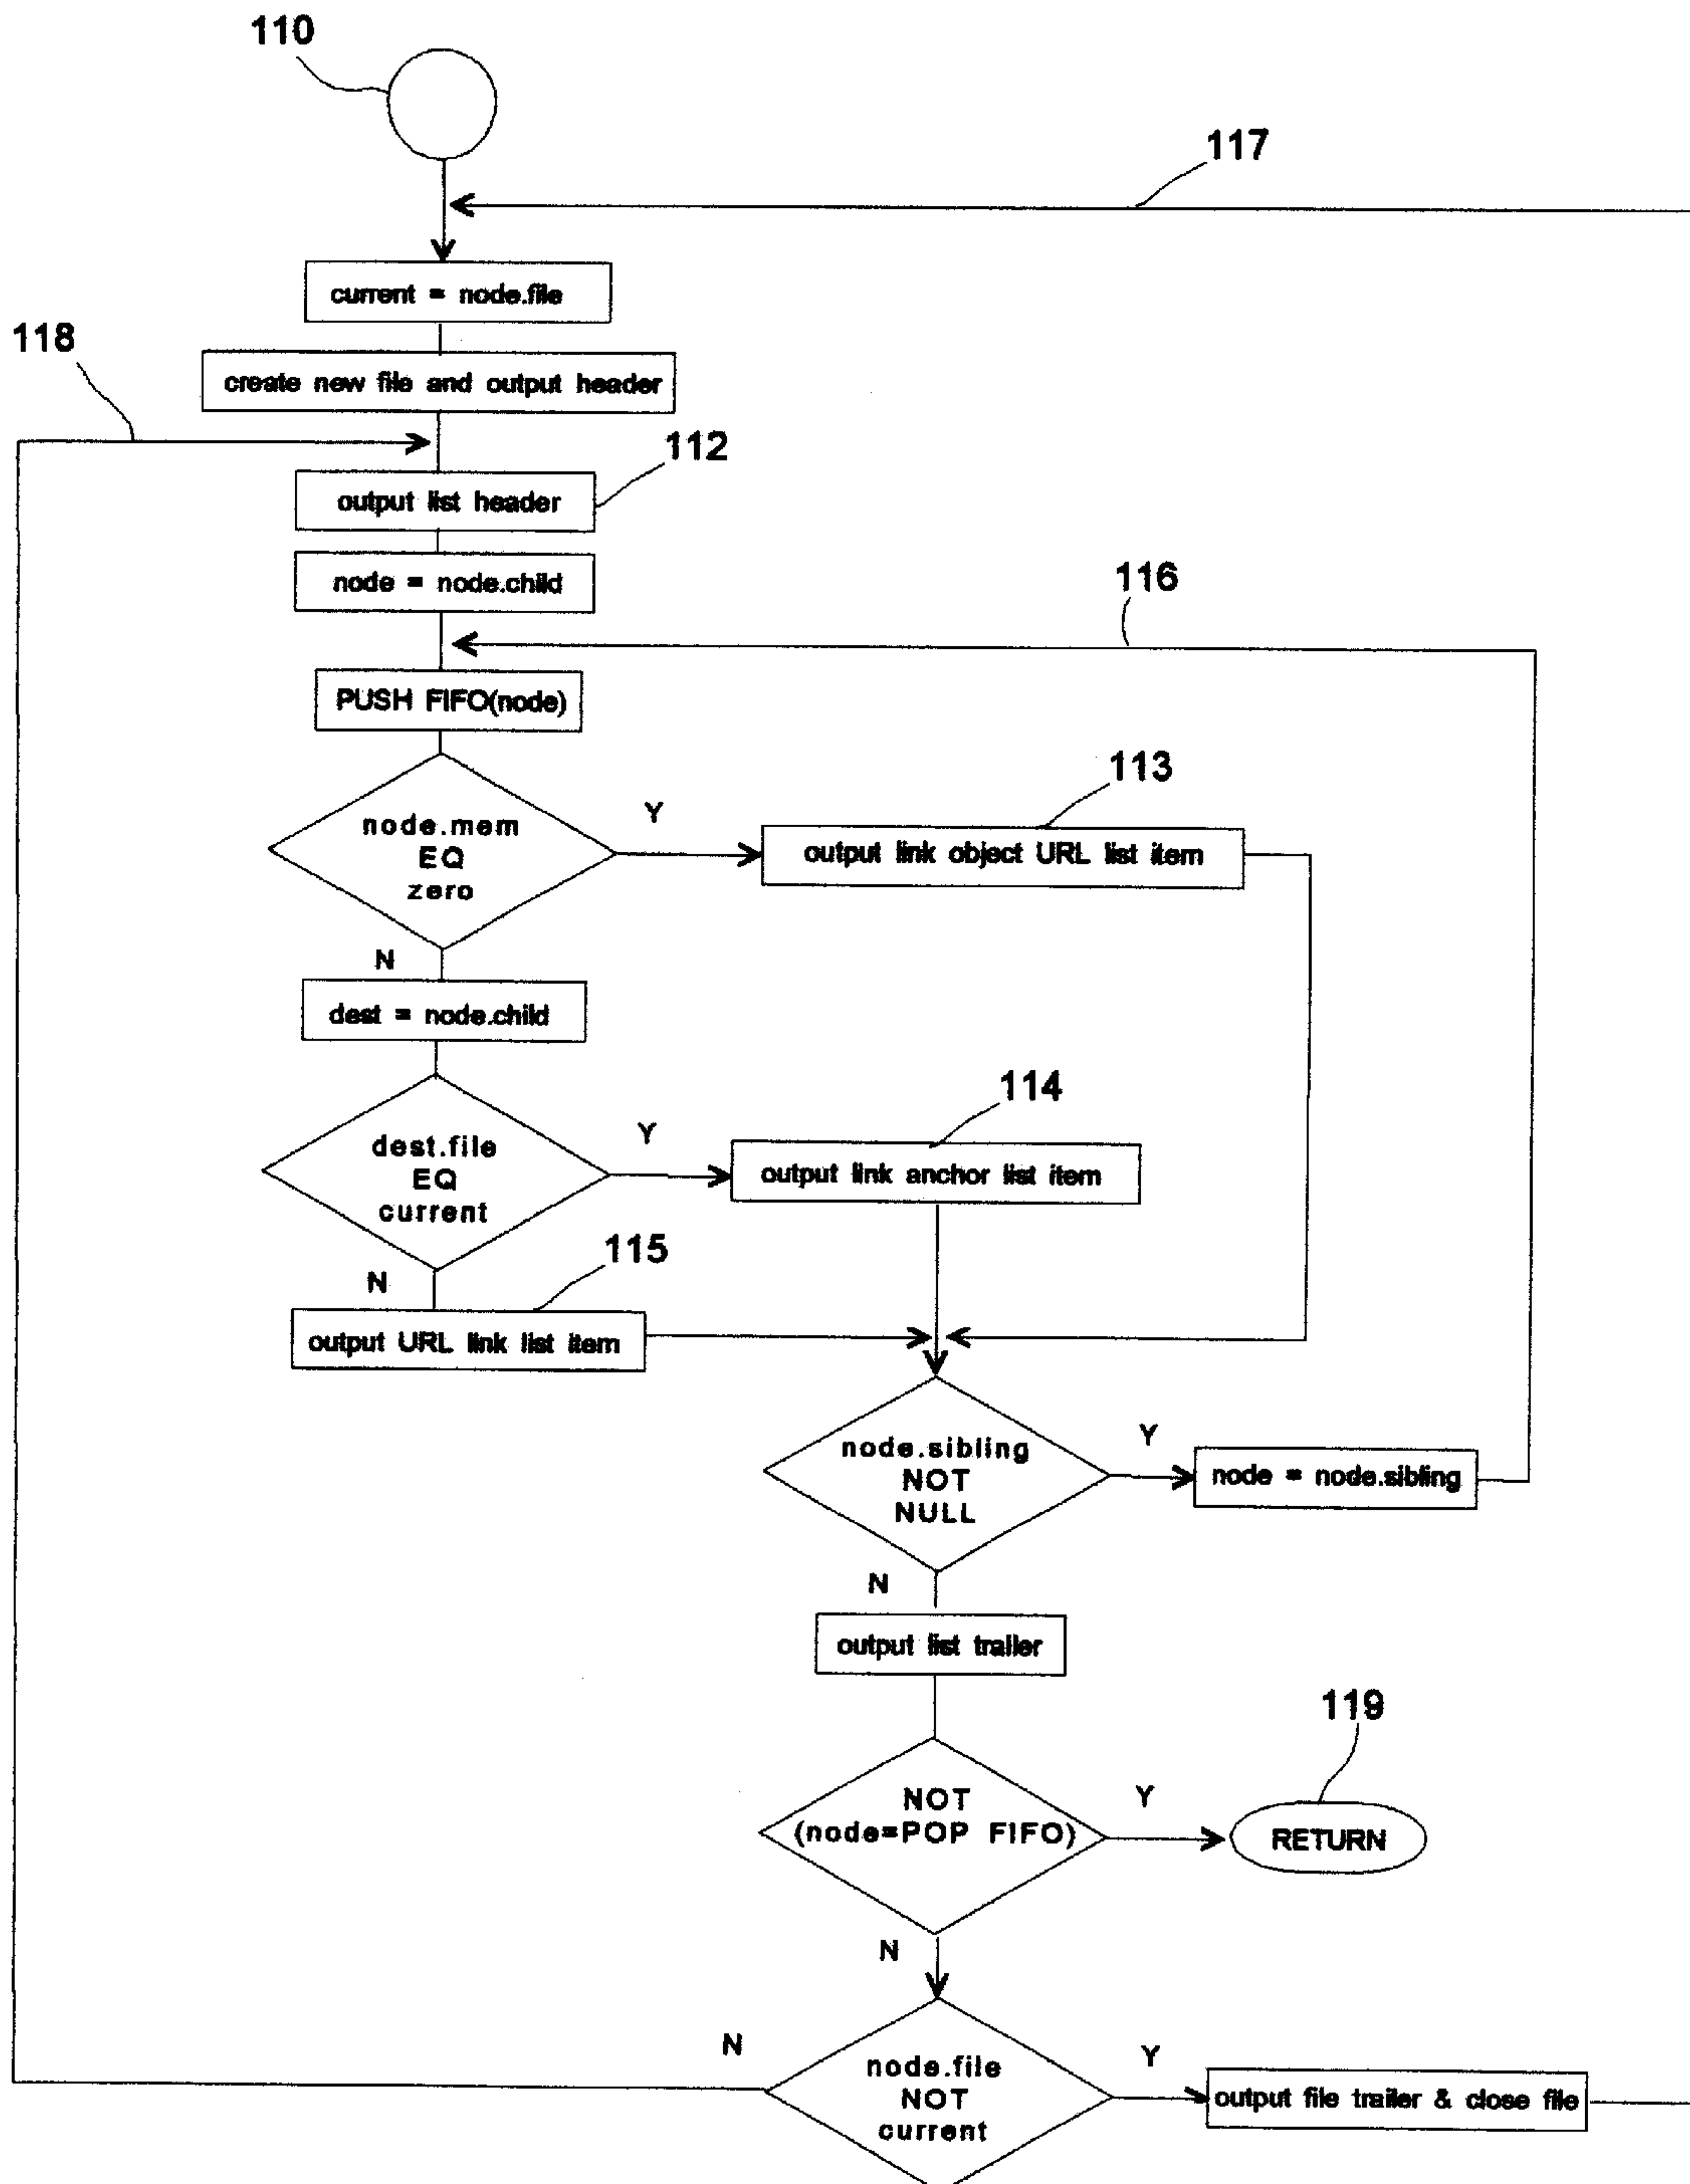 110
117
current = node.file
118
create new file and output header
112
output list header
node = node.child
116
PUSH FIFO(node)
113
node.mem
EQ
zero
Y
output link object URL list item
N
dest = node.child
114
dest.file
EQ
current
Y
output link anchor list item
115
N
output URL link list item
node.sibling
NOT
NULL
Y
node = node.sibling
N
output list trailer
119
NOT
(node=POP FIFO)
Y
RETURN
N
N
node.file
NOT
current
Y
output file trailer & close file